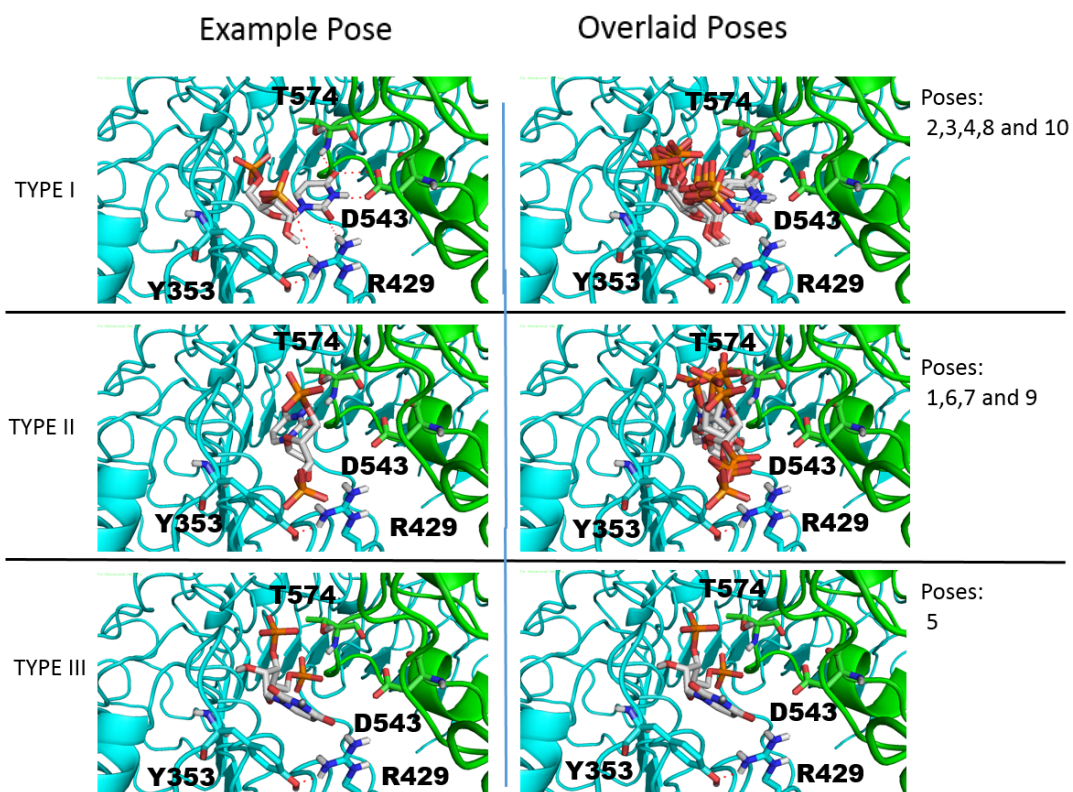 Example Pose
Overlaid Poses
TYPE I
T574
D543
Y353
R429
T574
D543
Y353
R429
Poses:
2,3,4,8 and 10
TYPE II
T574
D543
Y353
R429
T574
D543
Y353
R429
Poses:
1,6,7 and 9
TYPE III
T574
D543
Y353
R429
T574
D543
Y353
R429
Poses:
5